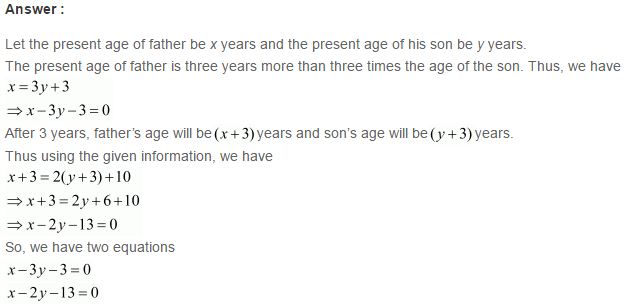 Answer :
Let the present age of father be x years and the present age of his son be y years.
The present age of father is three years more than three times the age of the son. Thus, we have
x = 3y + 3
⇒ x − 3y − 3 = 0
After 3 years, father’s age will be (x + 3) years and son’s age will be (y + 3) years.
Thus using the given information, we have
x + 3 = 2(y + 3) + 10
⇒ x + 3 = 2y + 6 + 10
⇒ x − 2y − 13 = 0
So, we have two equations
x − 3y − 3 = 0
x − 2y − 13 = 0